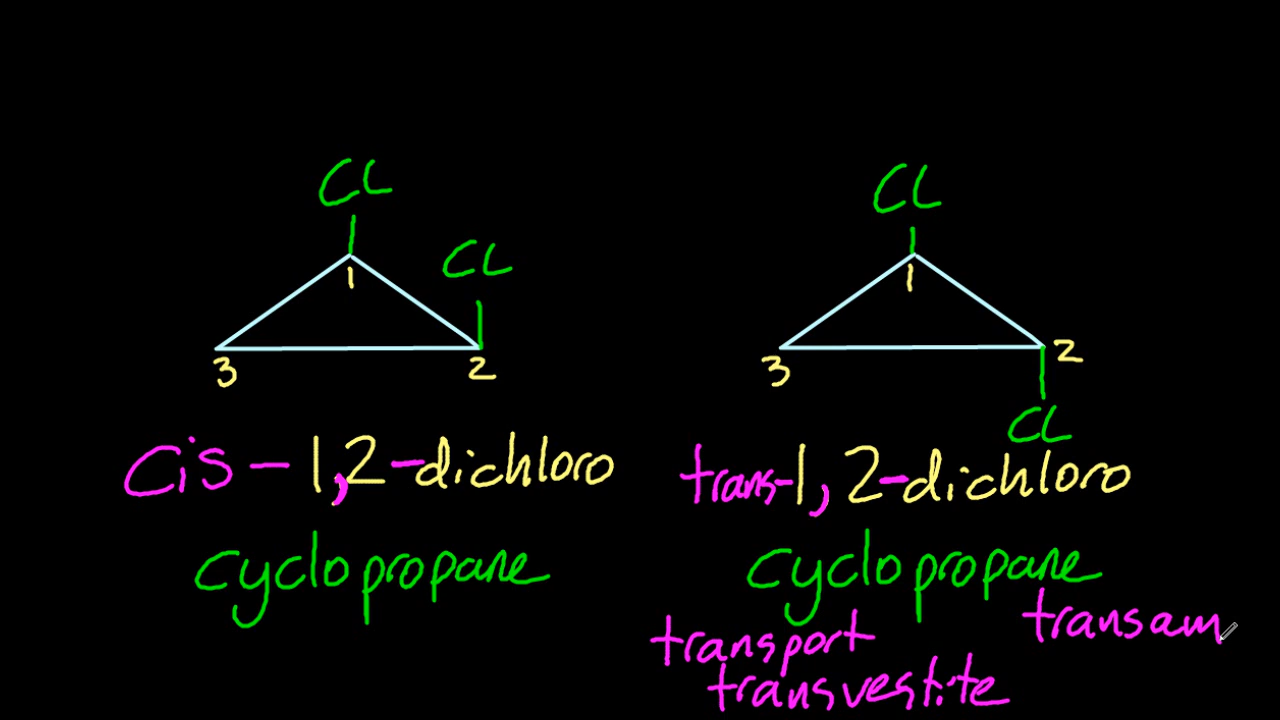 CL CL
CL
1 1
3 2 3 2
CL
cis-1,2-dichloro trans-1,2-dichloro
cyclopropane cyclopropane
transam
transport
transvestite